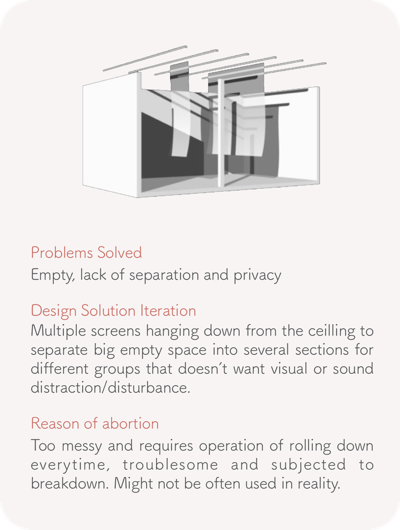 Problems Solved
Empty, lack of separation and privacy
Design Solution Iteration
Multiple screens hanging down from the ceilling to
separate big empty space into several sections for
different groups that doesn't want visual or sound
distraction/disturbance.
Reason of abortion
Too messy and requires operation of rolling down
everytime, troublesome and subjected to
breakdown. Might not be often used in reality.